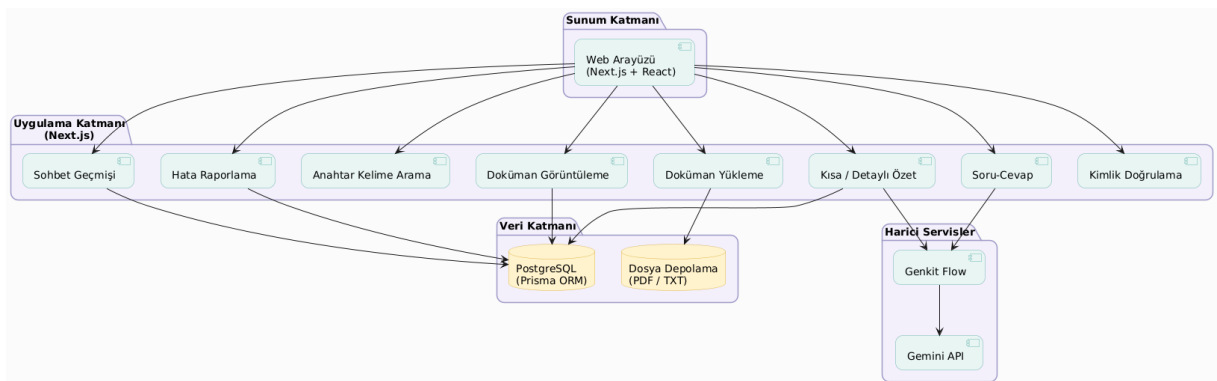 Sunum Katmanı
Web Arayüzü
(Next.js + React)
Uygulama Katmanı
(Next.js)
Sohbet Geçmişi
Hata Raporlama
Anahtar Kelime Arama
Doküman Görüntüleme
Doküman Yükleme
Kısa / Detaylı Özet
Soru-Cevap
Kimlik Doğrulama
Veri Katmanı
PostgreSQL
(Prisma ORM)
Dosya Depolama
(PDF / TXT)
Harici Servisler
Genkit Flow
Gemini API